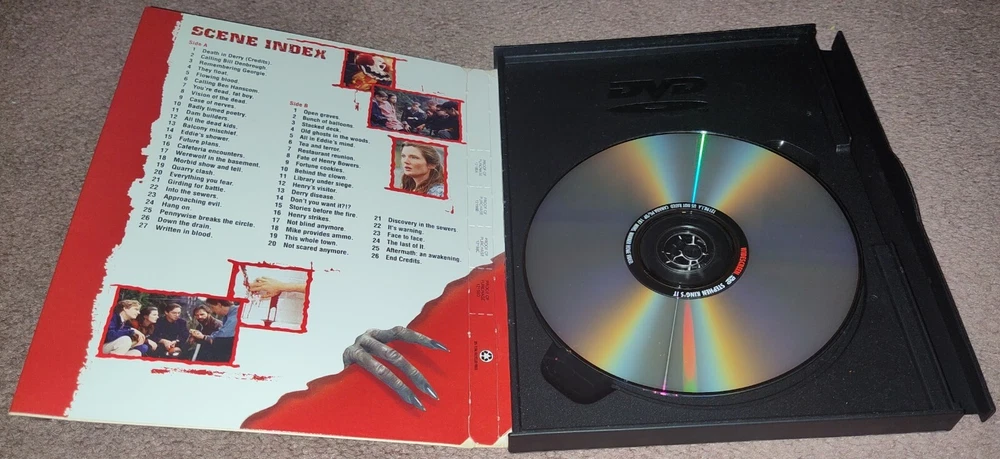 SCENE INDEX
Side A
1 Death in Derry (Credits).
2 Calling Bill Denbrough.
3 Remembering Georgie.
4 They float.
5 Flowing blood.
6 Calling Ben Hanscom.
7 You're dead, fat boy.
8 Vision of the dead.
9 Case of nerves.
10 Badly timed poetry.
11 Dam builders.
12 All the dead kids.
13 Balcony mischief.
14 Eddie's shower.
15 Future plans.
16 Cafeteria encounters.
17 Werewolf in the basement.
18 Morbid show and tell.
19 Quarry clash.
20 Everything you fear.
21 Girding for battle.
22 Into the sewers.
23 Approaching evil.
24 Hang on.
25 Pennywise breaks the circle.
26 Down the drain.
27 Written in blood.
Side B
1 Open graves.
2 Bunch of balloons
3 Stacked desk.
4 Old ghosts in the woods.
5 All in Eddie's mind
6 Tea and terror.
7 Restaurant reunion.
8 Fate of Henry Bowers.
9 Fortune cookies.
10 Behind the clown.
11 Library under siege.
12 Henry's visitor.
13 Derry disease.
14 Don't you want it?!?
15 Stories before the fire.
16 Henry strikes.
17 Not blind anymore.
18 Mike provides ammo.
19 This whole town.
20 Not scared anymore.
21 Discovery in the sewers
22 It's warning.
23 Face to face.
24 The last of It.
25 Aftermath: an awakening.
26 End Credits.
DVD
WIDESCREEN
STEPHEN KING'S IT